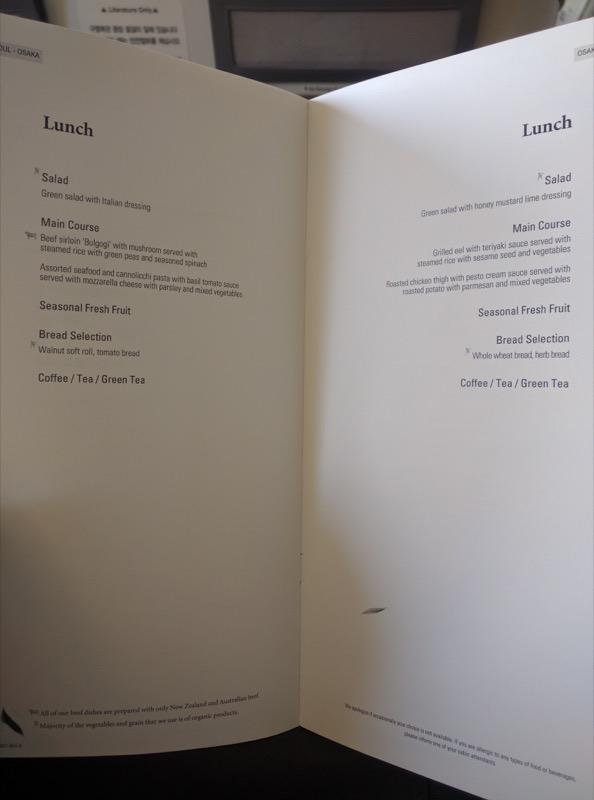 ▲ Literature Only▲
OUL - OSAKA
Lunch
Salad
Green salad with Italian dressing
Main Course
Beef sirloin 'Bulgogi' with mushroom served with
steamed rice with green peas and seasoned spinach
Assorted seafood and cannolicchi pasta with basil tomato sauce
served with mozzarella cheese with parsley and mixed vegetables
Seasonal Fresh Fruit
Bread Selection
Walnut soft roll, tomato bread
Coffee / Tea / Green Tea
All of our beef dishes are prepared with only New Zealand and Australian beef.
Majority of the vegetables and grain that we use is of organic products.
OSAK
Lunch
Salad
Green salad with honey mustard lime dressing
Main Course
Grilled eel with teriyaki sauce served with
steamed rice with sesame seed and vegetables
Roasted chicken thigh with pesto cream sauce served with
roasted potato with parmesan and mixed vegetables
Seasonal Fresh Fruit
Bread Selection
Whole wheat bread, herb bread
Coffee / Tea / Green Tea
We apologize if occasionally your choice is not available. If you are allergic to any types of food or beverages,
please inform one of your cabin attendants.